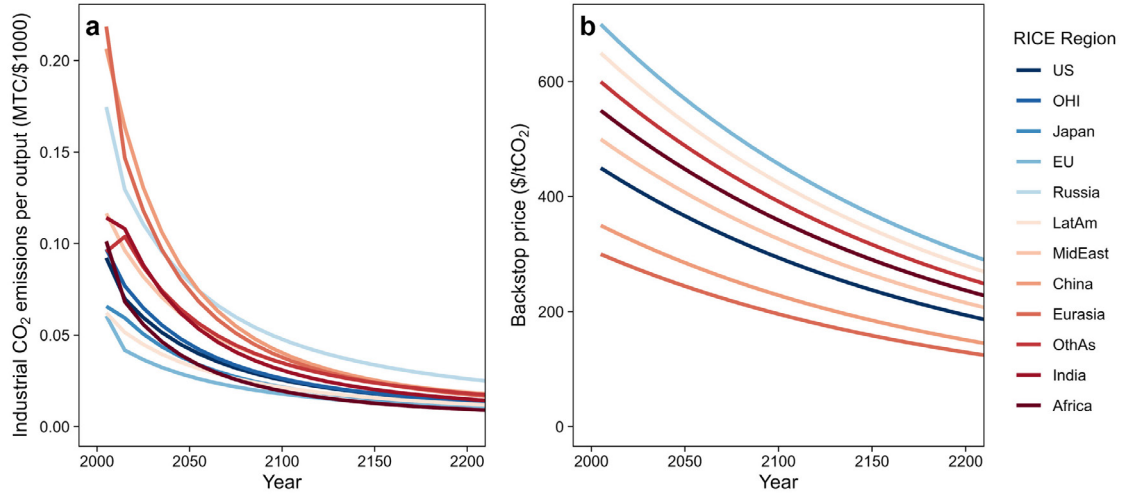 a
Industrial CO2 emissions per output (MTC/$1000)
0.20
0.15
0.10
0.05
0.00
2000 2050 2100 2150 2200
Year
b
Backstop price ($/tCO2)
600
400
200
0
2000 2050 2100 2150 2200
Year
RICE Region
US
OHI
Japan
EU
Russia
LatAm
MidEast
China
Eurasia
OthAs
India
Africa